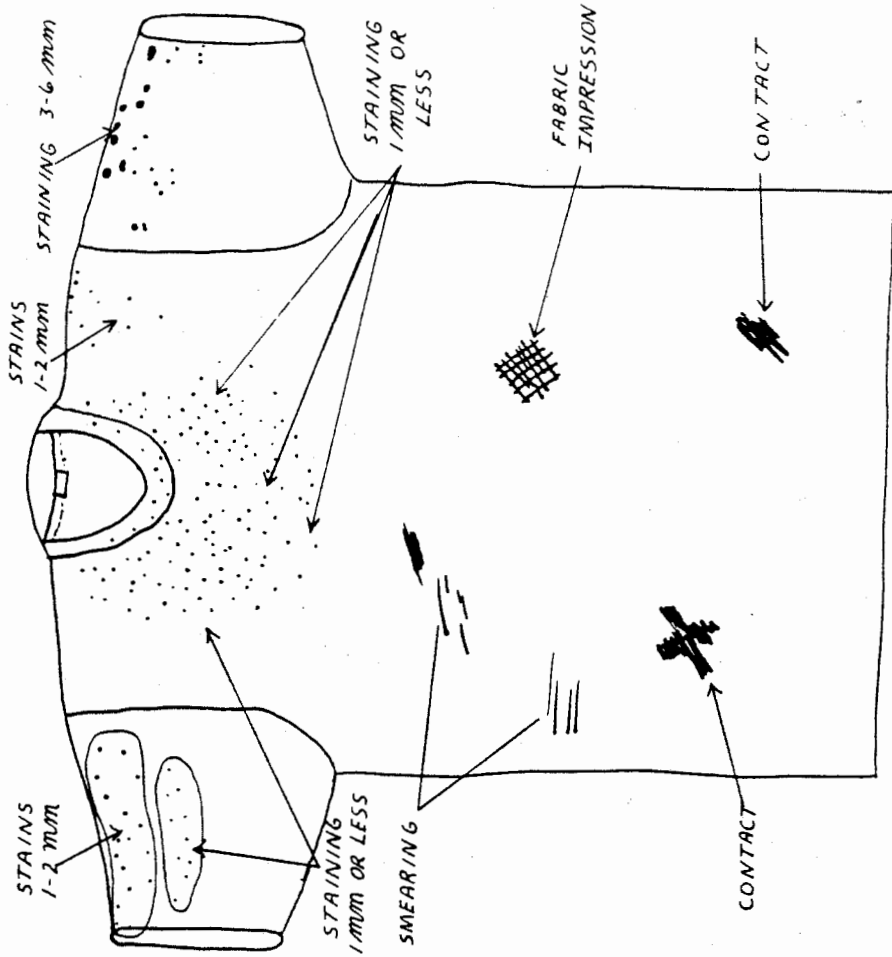 STAINING 3-6 mm
STAINS
1-2 mm
STAINING
1 mm OR
LESS
FABRIC
IMPRESSION
CONTACT
STAINS
1-2 mm
STAINING
1 mm OR LESS
SMEARING
CONTACT